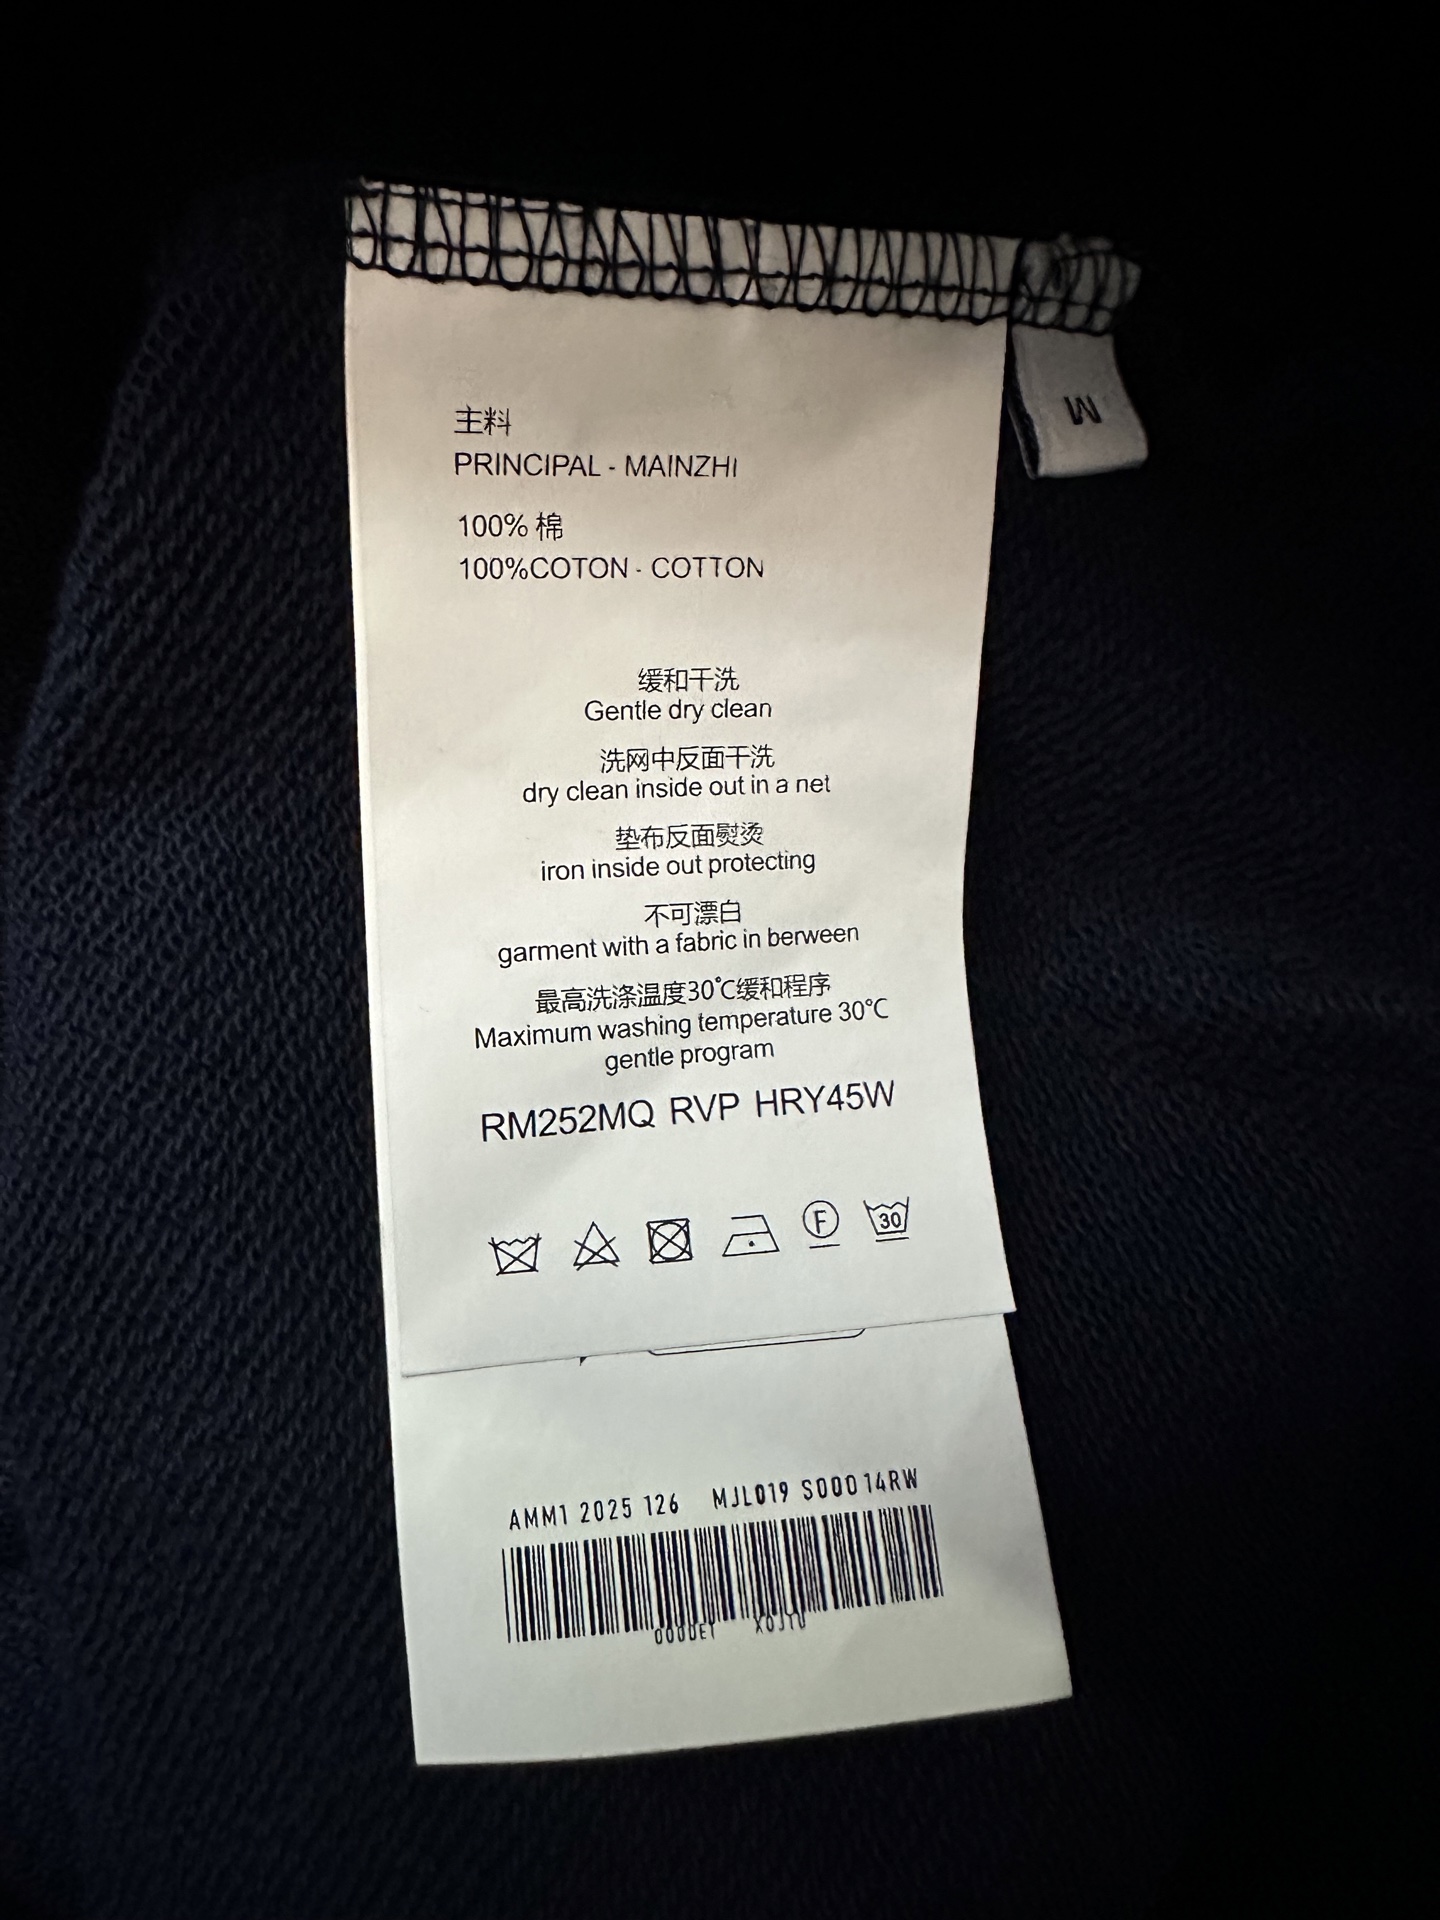 M
主料
PRINCIPAL - MAINZHI
100% 棉
100%COTON - COTTON
缓和干洗
Gentle dry clean
洗网中反面干洗
dry clean inside out in a net
垫布反面熨烫
iron inside out protecting
不可漂白
garment with a fabric in berween
最高洗涤温度30℃缓和程序
Maximum washing temperature 30℃
gentle program
RM252MQ RVP HRY45W
F 30
AMM1 2025 126 MJL019 S000 14RW